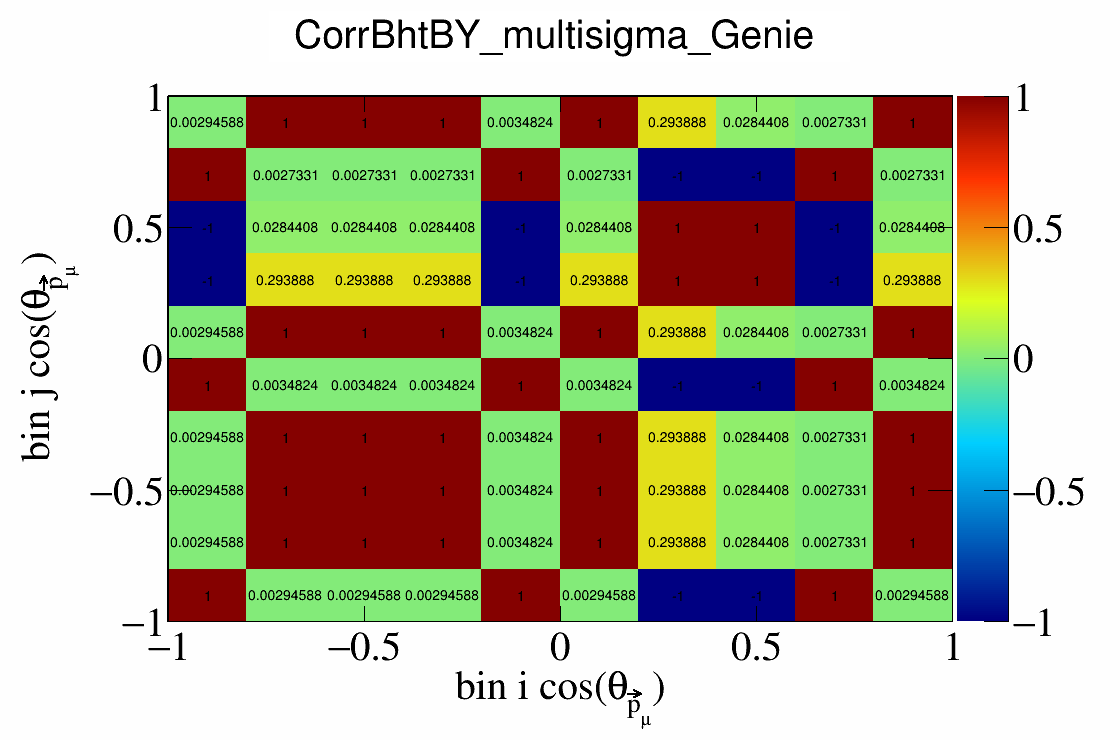 CorrBhtBY_multisigma_Genie
1 0.00294588 1 1 1 0.0034824 1 0.293888 0.0284408 0.0027331 1 1
1 0.0027331 0.0027331 0.0027331 1 0.0027331 -1 -1 1 0.0027331
0.5 -1 0.0284408 0.0284408 0.0284408 -1 0.0284408 1 1 -1 0.0284408 0.5
-1 0.293888 0.293888 0.293888 -1 0.293888 1 1 -1 0.293888
0.00294588 1 1 1 0.0034824 1 0.293888 0.0284408 0.0027331 1
0 0
1 0.0034824 0.0034824 0.0034824 1 0.0034824 -1 -1 1 0.0034824
0.00294588 1 1 1 0.0034824 1 0.293888 0.0284408 0.0027331 1
−0.5 0.00294588 1 1 1 0.0034824 1 0.293888 0.0284408 0.0027331 1 −0.5
0.00294588 1 1 1 0.0034824 1 0.293888 0.0284408 0.0027331 1
1 0.00294588 0.00294588 0.00294588 1 0.00294588 -1 -1 1 0.00294588
−1 −1
−1 −0.5 0 0.5 1
bin i cos(θ_p⃗_μ)
bin j cos(θ_p⃗_μ)